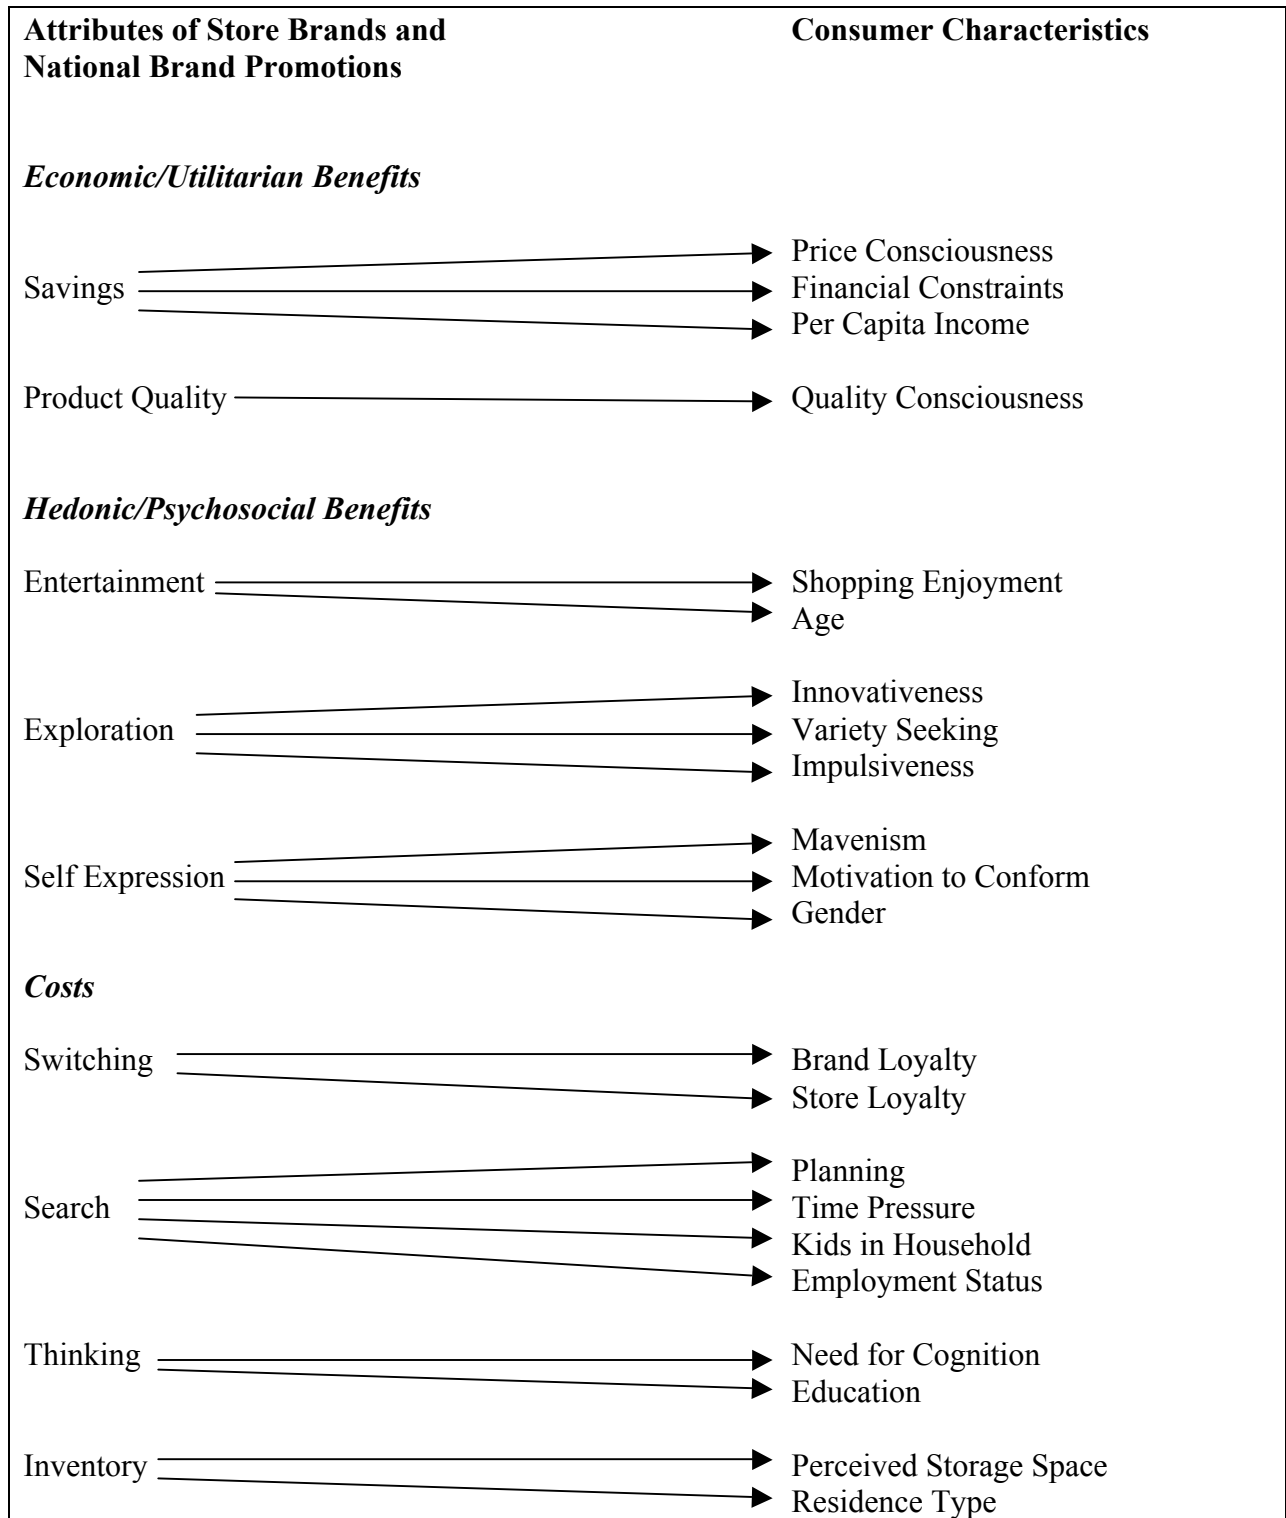 Attributes of Store Brands and
National Brand Promotions
Consumer Characteristics
Economic/Utilitarian Benefits
Savings
Price Consciousness
Financial Constraints
Per Capita Income
Product Quality
Quality Consciousness
Hedonic/Psychosocial Benefits
Entertainment
Shopping Enjoyment
Age
Exploration
Innovativeness
Variety Seeking
Impulsiveness
Self Expression
Mavenism
Motivation to Conform
Gender
Costs
Switching
Brand Loyalty
Store Loyalty
Search
Planning
Time Pressure
Kids in Household
Employment Status
Thinking
Need for Cognition
Education
Inventory
Perceived Storage Space
Residence Type